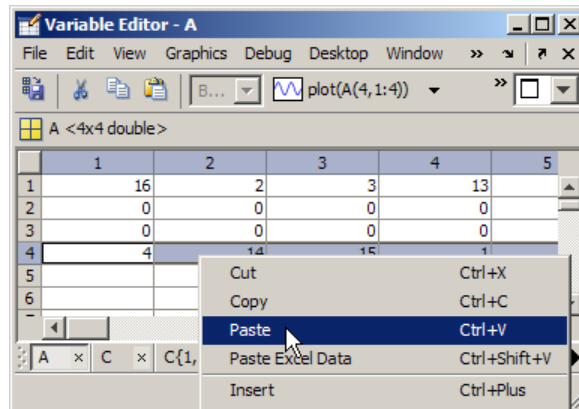 Variable Editor - A
File Edit View Graphics Debug Desktop Window
B... plot(A(4,1:4))
A <4x4 double>
1 2 3 4 5
1 16 2 3 13
2 0 0 0 0
3 0 0 0 0
4 4 14 15 1
5
6
Cut Ctrl+X
Copy Ctrl+C
Paste Ctrl+V
Paste Excel Data Ctrl+Shift+V
Insert Ctrl+Plus
A × C × C{1,